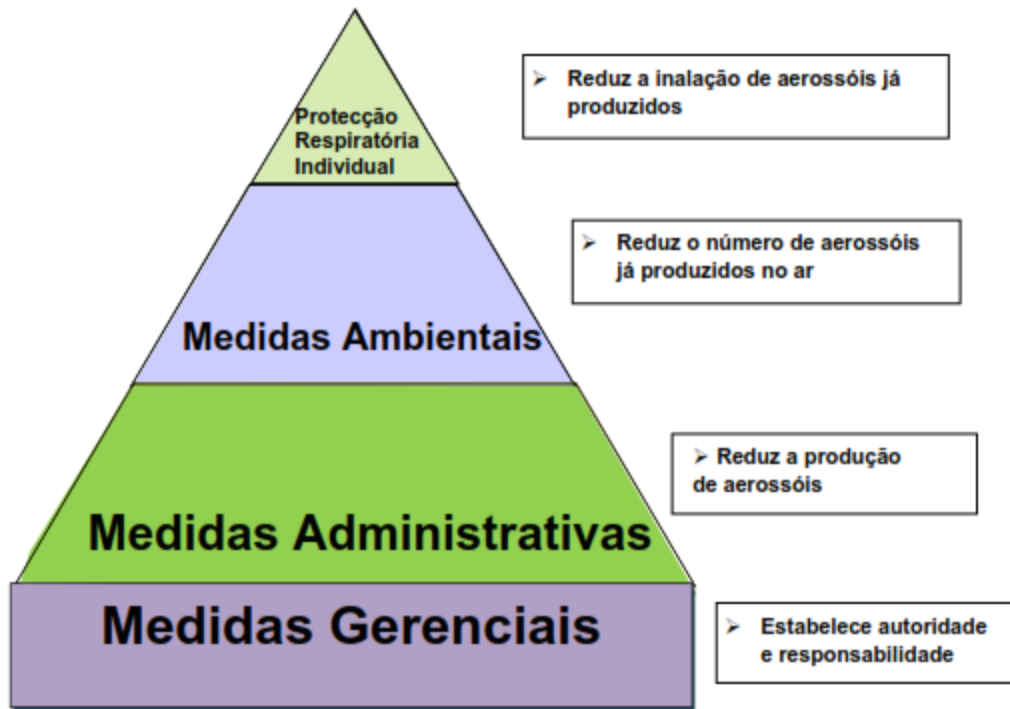 Protecção
Respiratória
Individual
➢ Reduz a inalação de aerossóis já
produzidos
Medidas Ambientais
➢ Reduz o número de aerossóis
já produzidos no ar
Medidas Administrativas
➢ Reduz a produção
de aerossóis
Medidas Gerenciais
➢ Estabelece autoridade
e responsabilidade